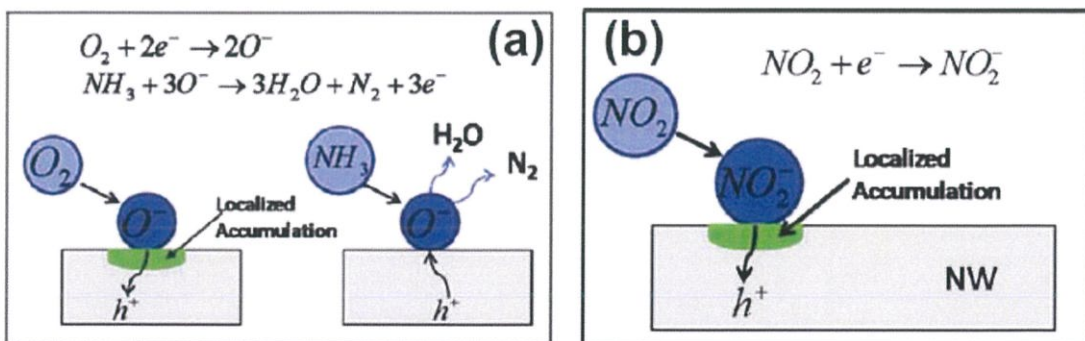 (a)
O₂ + 2e⁻ → 2O⁻
NH₃ + 3O⁻ → 3H₂O + N₂ + 3e⁻
O₂
O⁻
Localized
Accumulation
h⁺
NH₃
H₂O
N₂
O⁻
h⁺
(b)
NO₂ + e⁻ → NO₂⁻
NO₂
NO₂⁻
Localized
Accumulation
h⁺
NW